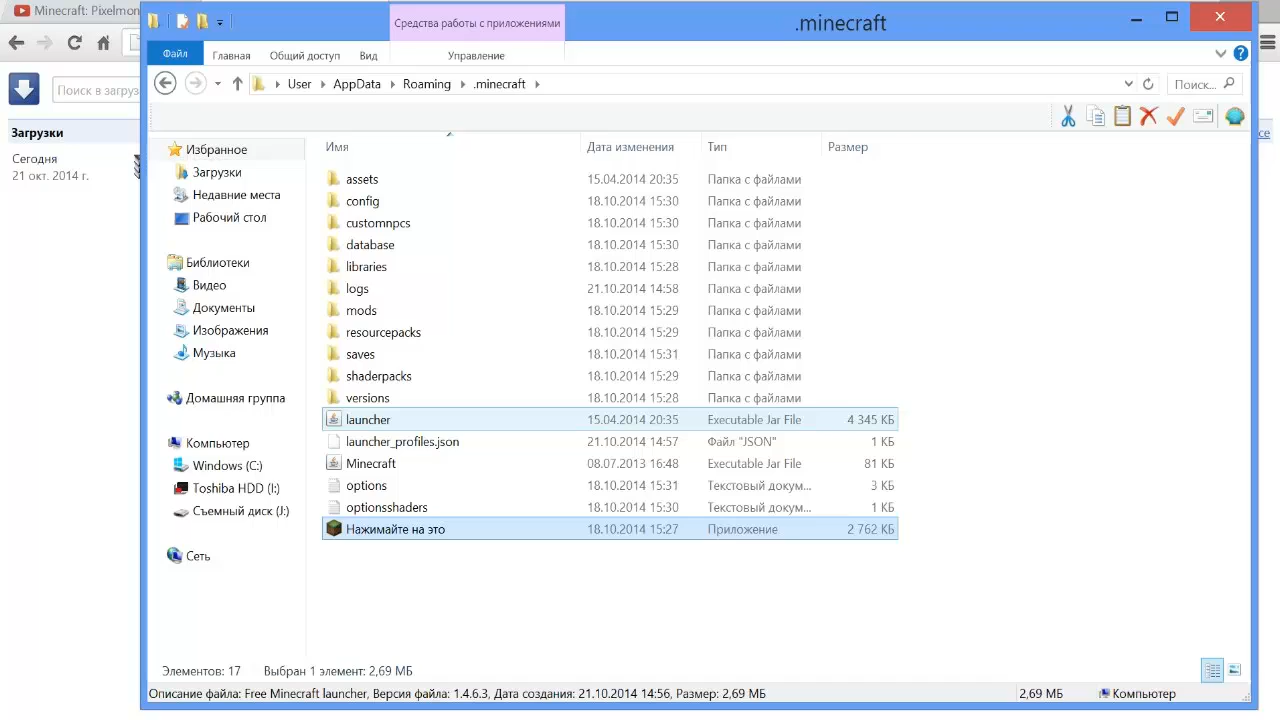 Minecraft: Pixelmon
Средства работы с приложениями
.minecraft
Файл
Главная
Общий доступ
Вид
Управление
User
AppData
Roaming
.minecraft
Поиск...
Поиск в загруз
Загрузки
се
Сегодня
21 окт. 2014 г.
Избранное
Загрузки
Недавние места
Рабочий стол
Библиотеки
Видео
Документы
Изображения
Музыка
Домашняя группа
Компьютер
Windows (C:)
Toshiba HDD (I:)
Съемный диск (J:)
Сеть
Имя Дата изменения Тип Размер
assets 15.04.2014 20:35 Папка с файлами
config 18.10.2014 15:30 Папка с файлами
customnpcs 18.10.2014 15:30 Папка с файлами
database 18.10.2014 15:30 Папка с файлами
libraries 18.10.2014 15:28 Папка с файлами
logs 21.10.2014 14:58 Папка с файлами
mods 18.10.2014 15:29 Папка с файлами
resourcepacks 18.10.2014 15:29 Папка с файлами
saves 18.10.2014 15:31 Папка с файлами
shaderpacks 18.10.2014 15:29 Папка с файлами
versions 18.10.2014 15:28 Папка с файлами
launcher 15.04.2014 20:35 Executable Jar File 4 345 КБ
launcher_profiles.json 21.10.2014 14:57 Файл "JSON" 1 КБ
Minecraft 08.07.2013 16:48 Executable Jar File 81 КБ
options 18.10.2014 15:31 Текстовый докум... 3 КБ
optionsshaders 18.10.2014 15:30 Текстовый докум... 1 КБ
Нажимайте на это 18.10.2014 15:27 Приложение 2 762 КБ
Элементов: 17 Выбран 1 элемент: 2,69 МБ
Описание файла: Free Minecraft launcher, Версия файла: 1.4.6.3, Дата создания: 21.10.2014 14:56, Размер: 2,69 МБ
2,69 МБ
Компьютер